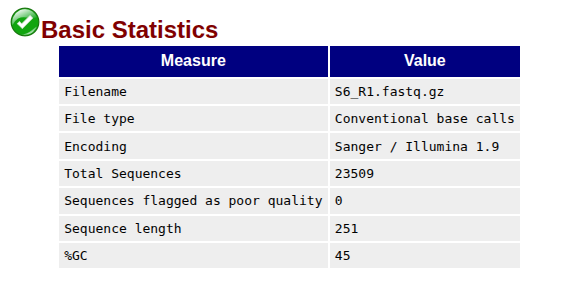 Basic Statistics
Measure Value
Filename S6_R1.fastq.gz
File type Conventional base calls
Encoding Sanger / Illumina 1.9
Total Sequences 23509
Sequences flagged as poor quality 0
Sequence length 251
%GC 45